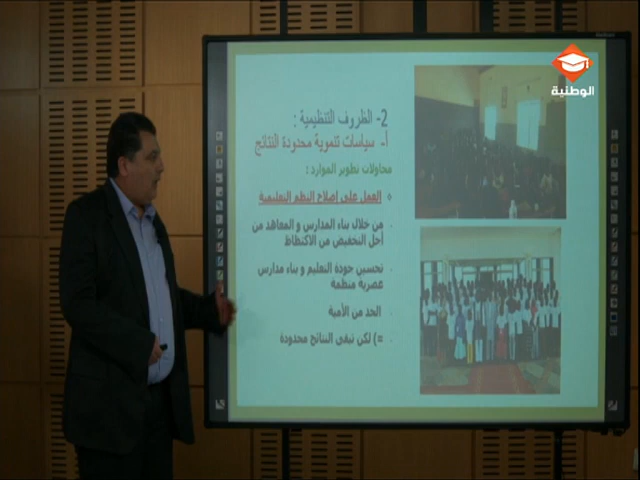 الوطنية
2- الظروف التنظيمية :
أ- سياسات تنموية محدودة النتائج
محاولات تطوير الموارد :
العمل على إصلاح النظم التعليمية
من خلال بناء المدارس و المعاهد من
أجل التخفيض من الاكتظاظ
تحسين جودة التعليم و بناء مدارس
عصرية منظمة
الحد من الأمية
=) لكن تبقى النتائج محدودة